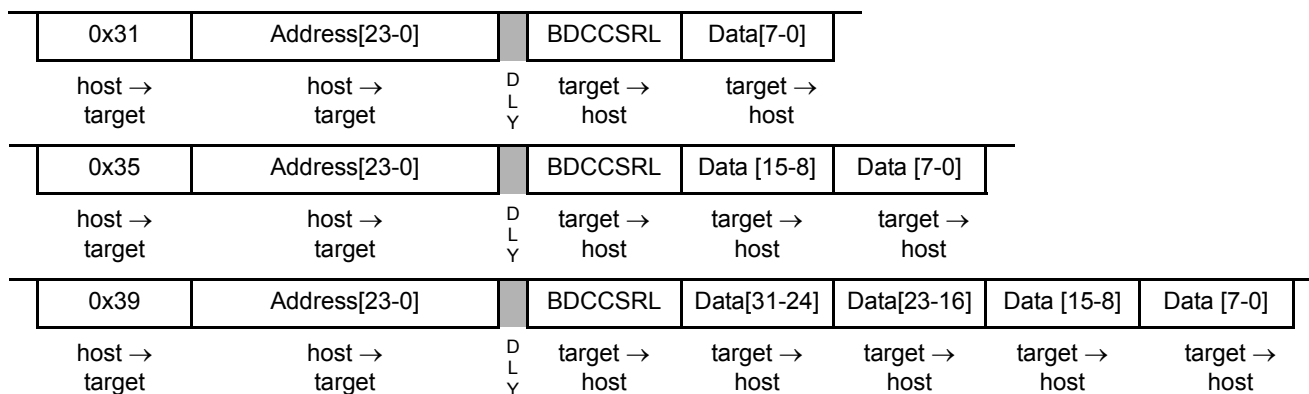 0x31 Address[23-0] BDCCSRL Data[7-0]
host → host → D target → target →
L
target target Y host host
0x35 Address[23-0] BDCCSRL Data [15-8] Data [7-0]
host → host → D target → target → target →
L
target target Y host host host
0x39 Address[23-0] BDCCSRL Data[31-24] Data[23-16] Data [15-8] Data [7-0]
host → host → D target → target → target → target → target →
L
target target Y host host host host host